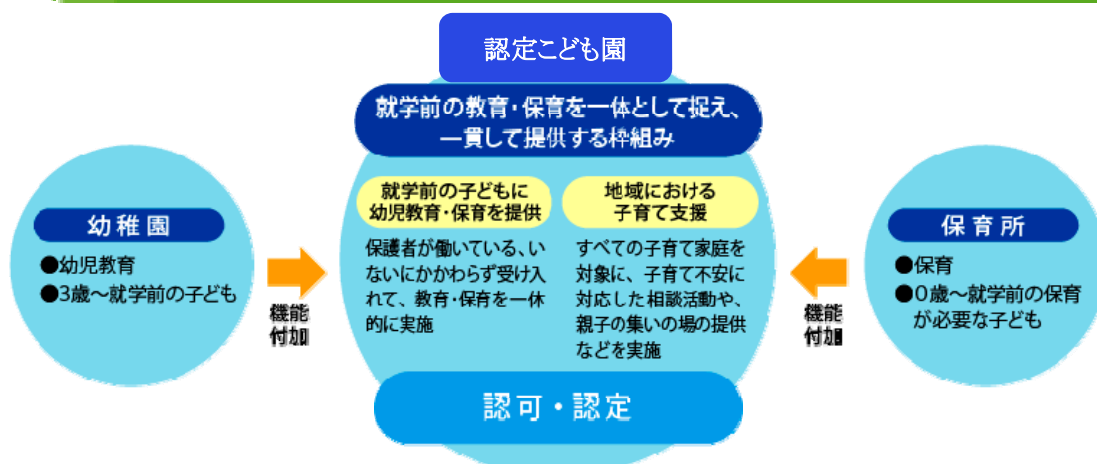 認定こども園
就学前の教育・保育を一体として捉え、
一貫して提供する枠組み
就学前の子どもに
幼児教育・保育を提供
保護者が働いている、い
ないにかかわらず受け入
れて、教育・保育を一体
的に実施
地域における
子育て支援
すべての子育て家庭を
対象に、子育て不安に
対応した相談活動や、
親子の集いの場の提供
などを実施
認可・認定
幼稚園
●幼児教育
●3歳～就学前の子ども
機能
付加
保育所
●保育
●0歳～就学前の保育
が必要な子ども
機能
付加